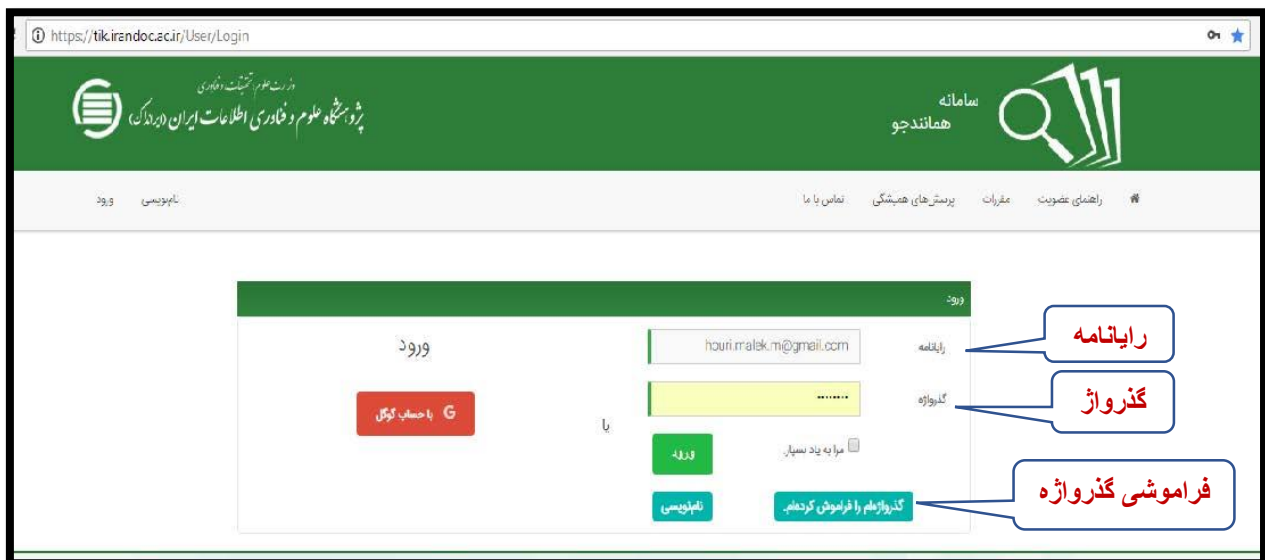 https://tik.irandoc.ac.ir/User/Login
سامانه
همانندجو
وزارت علوم، تحقیقات و فناوری
پژوهشگاه علوم و فناوری اطلاعات ایران (ایرانداک)
راهنمای عضویت مقررات پرسش‌های همیشگی تماس با ما
نام‌نویسی ورود
ورود
رایانامه
رایانامه
houri.malek.m@gmail.com
ورود
گذرواژه
گذرواژ
G با حساب گوگل
یا
مرا به یاد بسپار.
ورود
گذرواژه‌ام را فراموش کرده‌ام.
نام‌نویسی
فراموشی گذرواژه